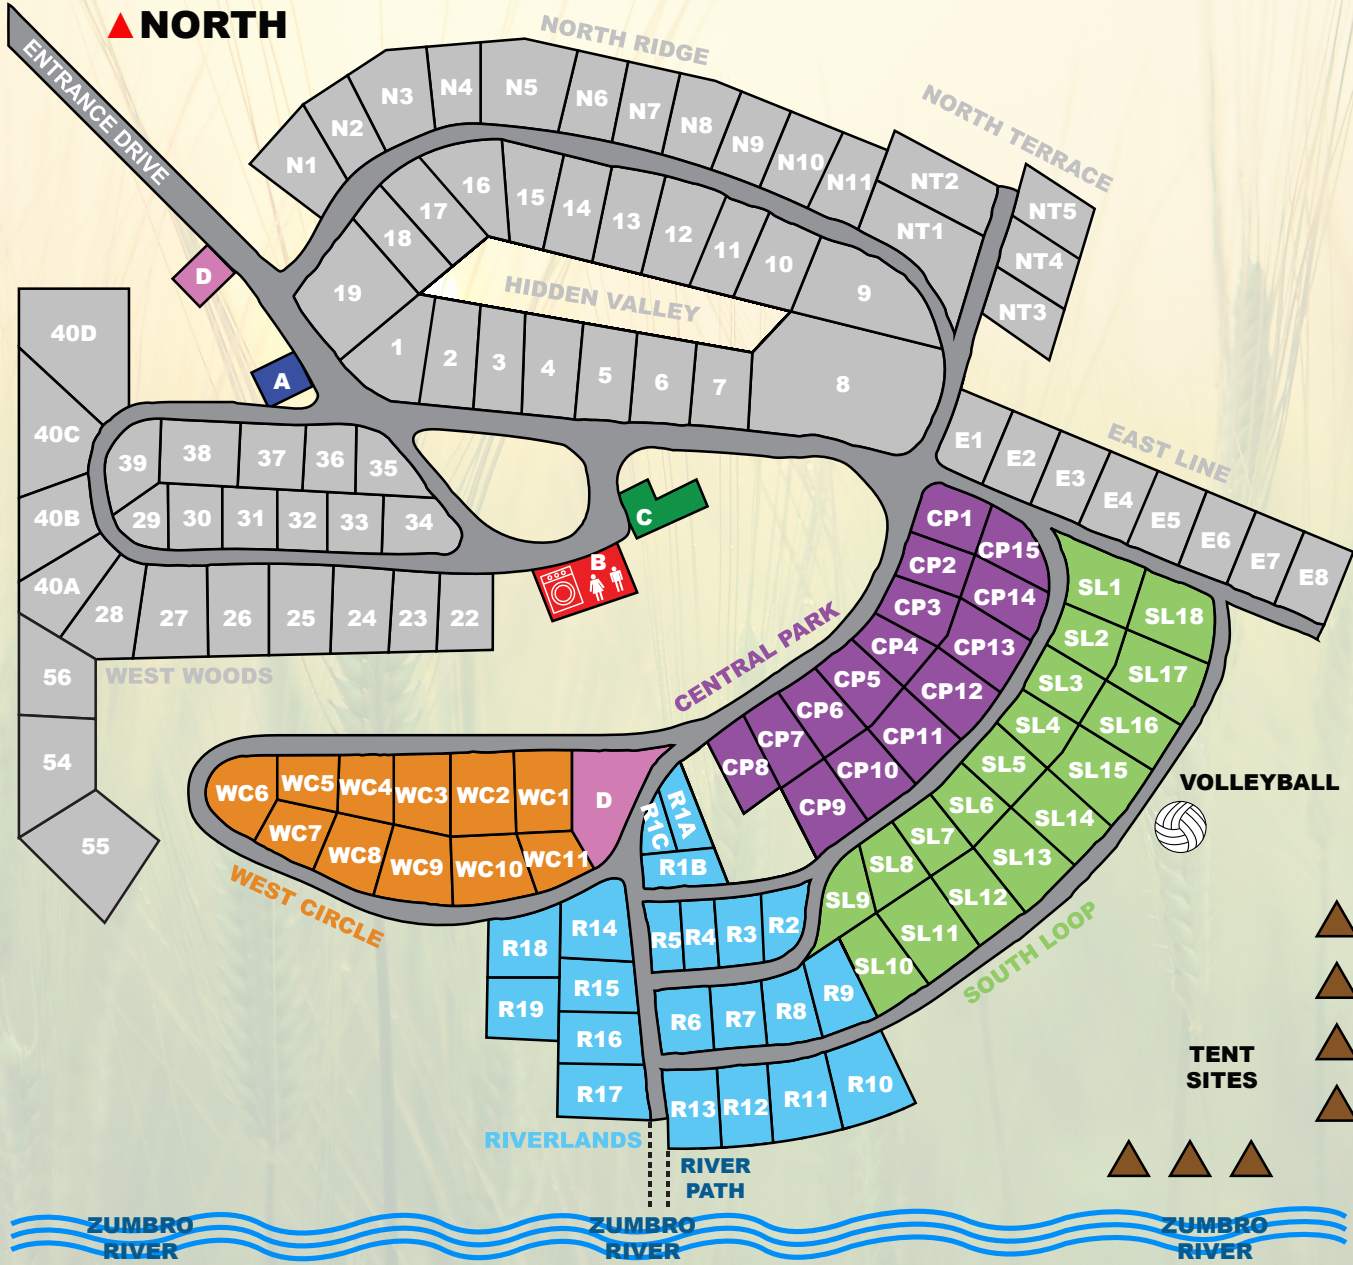 NORTH
ENTRANCE DRIVE
NORTH RIDGE
NORTH TERRACE
N1
N2
N3
N4
N5
N6
N7
N8
N9
N10
N11
NT2
NT1
NT5
NT4
NT3
19
18
17
16
15
14
13
12
11
10
9
HIDDEN VALLEY
1
2
3
4
5
6
7
8
D
A
40D
40C
40B
40A
39
38
37
36
35
29
30
31
32
33
34
28
27
26
25
24
23
22
WEST WOODS
56
54
55
C
B
E1
E2
E3
E4
E5
E6
E7
E8
EAST LINE
CENTRAL PARK
CP1
CP15
CP2
CP14
CP3
CP13
CP4
CP12
CP5
CP6
CP11
CP7
CP10
CP8
CP9
SL1
SL18
SL2
SL17
SL3
SL16
SL4
SL15
SL5
SL14
SL6
SL13
SL7
SL12
SL8
SL11
SL9
SL10
SOUTH LOOP
VOLLEYBALL
WC6
WC5
WC4
WC3
WC2
WC1
D
WC7
WC8
WC9
WC10
WC11
WEST CIRCLE
R1C
R1A
R1B
R5
R4
R3
R2
R18
R14
R19
R15
R16
R17
R6
R7
R8
R9
R13
R12
R11
R10
RIVERLANDS
RIVER
PATH
TENT
SITES
ZUMBRO
RIVER
ZUMBRO
RIVER
ZUMBRO
RIVER